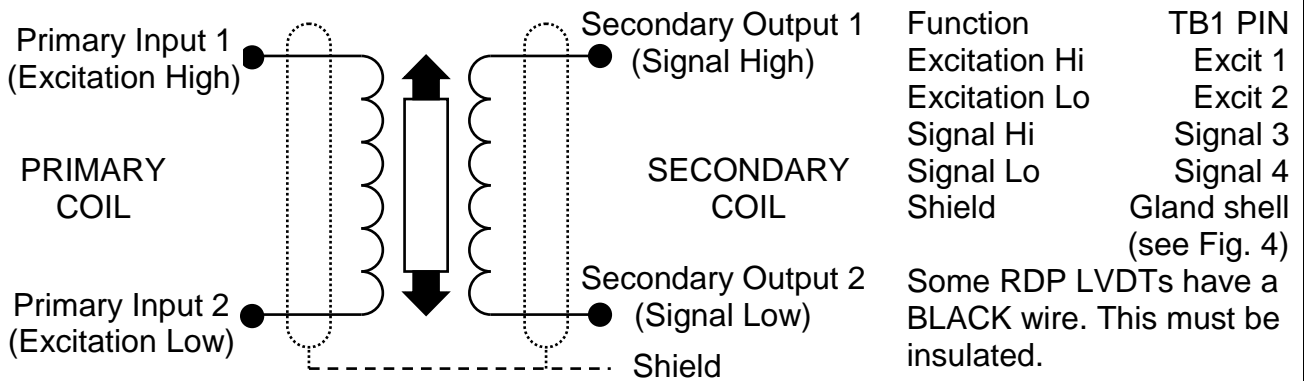 Primary Input 1
(Excitation High)
PRIMARY
COIL
Primary Input 2
(Excitation Low)
Secondary Output 1
(Signal High)
SECONDARY
COIL
Secondary Output 2
(Signal Low)
Shield
Function TB1 PIN
Excitation Hi Excit 1
Excitation Lo Excit 2
Signal Hi Signal 3
Signal Lo Signal 4
Shield Gland shell
(see Fig. 4)
Some RDP LVDTs have a
BLACK wire. This must be
insulated.